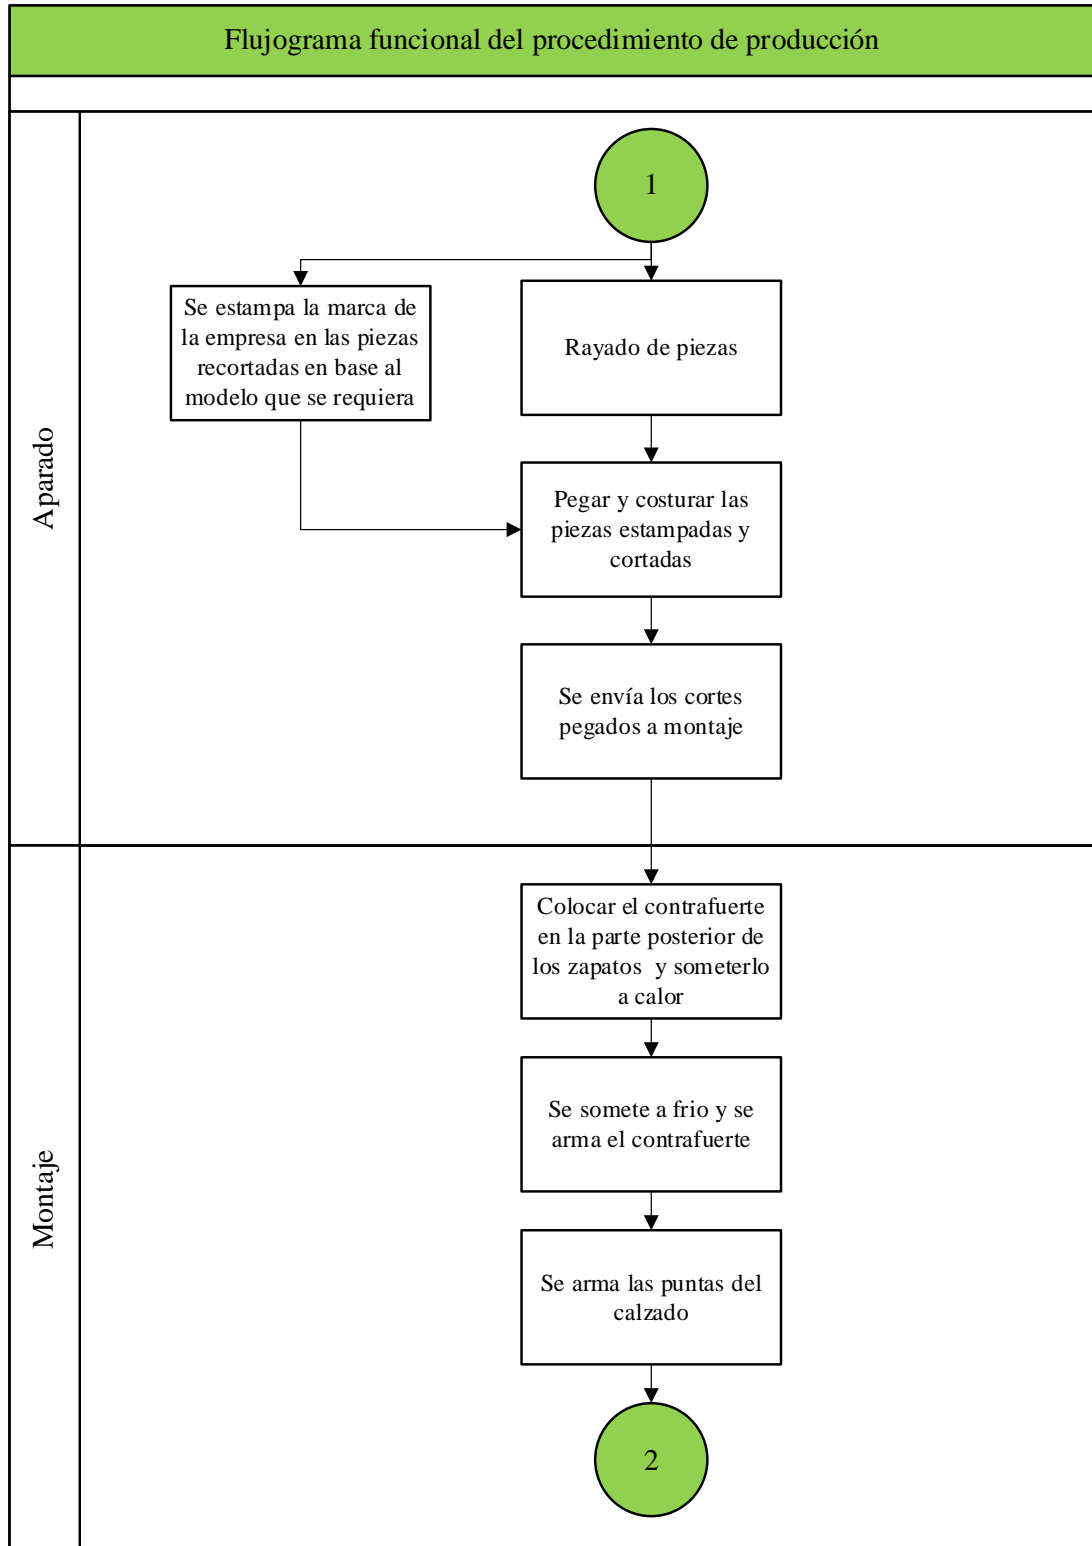 Flujograma funcional del procedimiento de producción
Aparado
1
Se estampa la marca de
la empresa en las piezas
recortadas en base al
modelo que se requiera
Rayado de piezas
Pegar y costurar las
piezas estampadas y
cortadas
Se envía los cortes
pegados a montaje
Montaje
Colocar el contrafuerte
en la parte posterior de
los zapatos  y someterlo
a calor
Se somete a frio y se
arma el contrafuerte
Se arma las puntas del
calzado
2